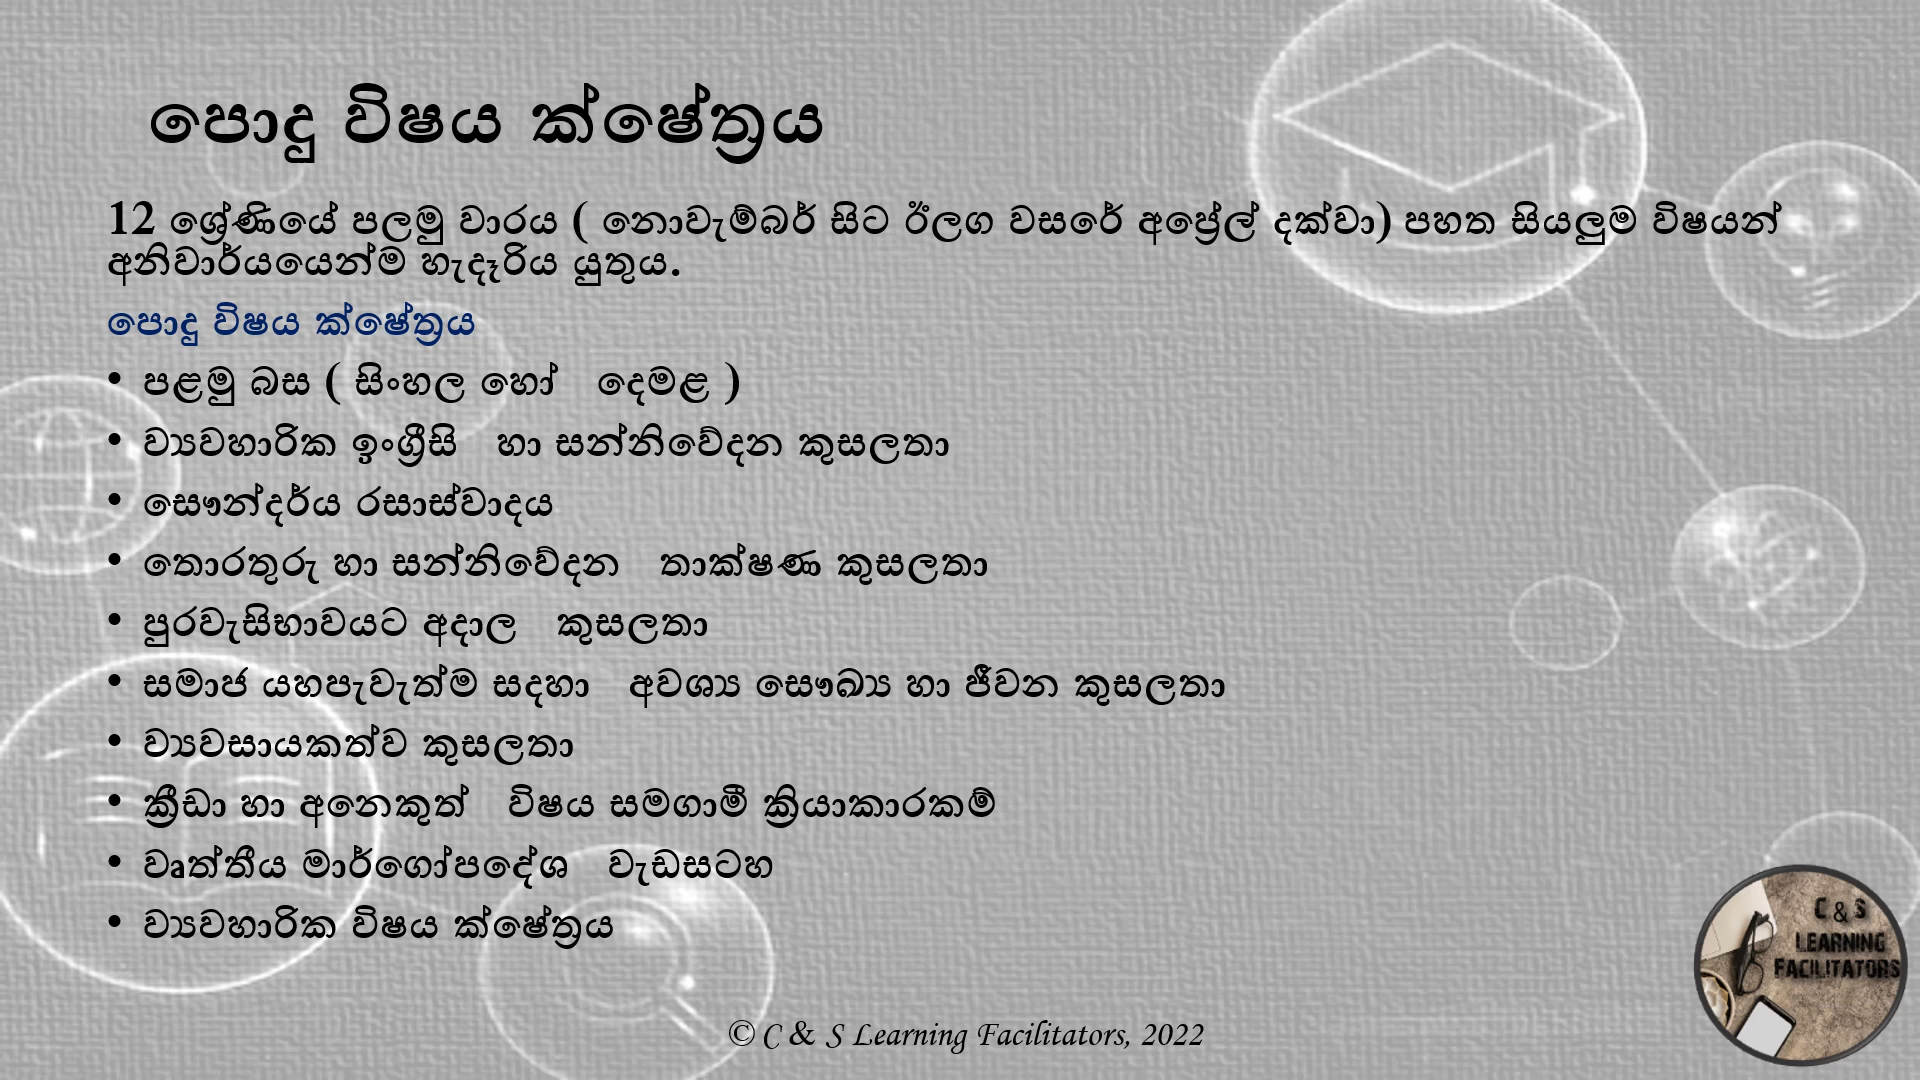 පොදු විෂය ක්ෂේත්‍රය
12 ශ්‍රේණියේ පලමු වාරය ( නොවැම්බර් සිට ඊලග වසරේ අප්‍රේල් දක්වා) පහත සියලුම විෂයන්
අනිවාර්යයෙන්ම හැදෑරිය යුතුය.
පොදු විෂය ක්ෂේත්‍රය
• පළමු බස ( සිංහල හෝ දෙමළ )
• ව්‍යවහාරික ඉංග්‍රීසි හා සන්නිවේදන කුසලතා
• සෞන්දර්ය රසාස්වාදය
• තොරතුරු හා සන්නිවේදන තාක්ෂණ කුසලතා
• පුරවැසිභාවයට අදාල කුසලතා
• සමාජ යහපැවැත්ම සදහා අවශ්‍ය සෞඛ්‍ය හා ජීවන කුසලතා
• ව්‍යවසායකත්ව කුසලතා
• ක්‍රීඩා හා අනෙකුත් විෂය සමගාමී ක්‍රියාකාරකම්
• වෘත්තීය මාර්ගෝපදේශ වැඩසටහ
• ව්‍යවහාරික විෂය ක්ෂේත්‍රය
C & S
LEARNING
FACILITATORS
© C & S Learning Facilitators, 2022